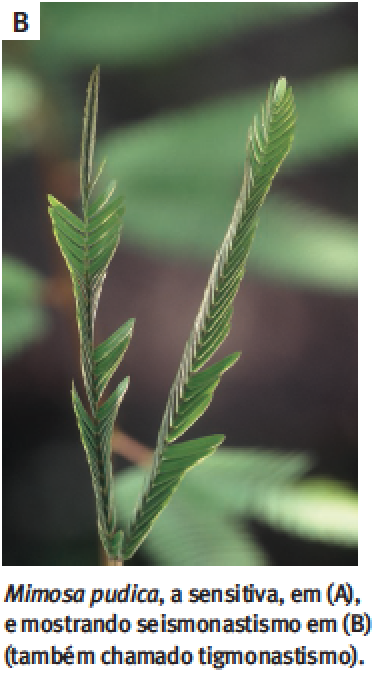 B
Mimosa pudica, a sensitiva, em (A),
e mostrando seismonastismo em (B)
(também chamado tigmonastismo).